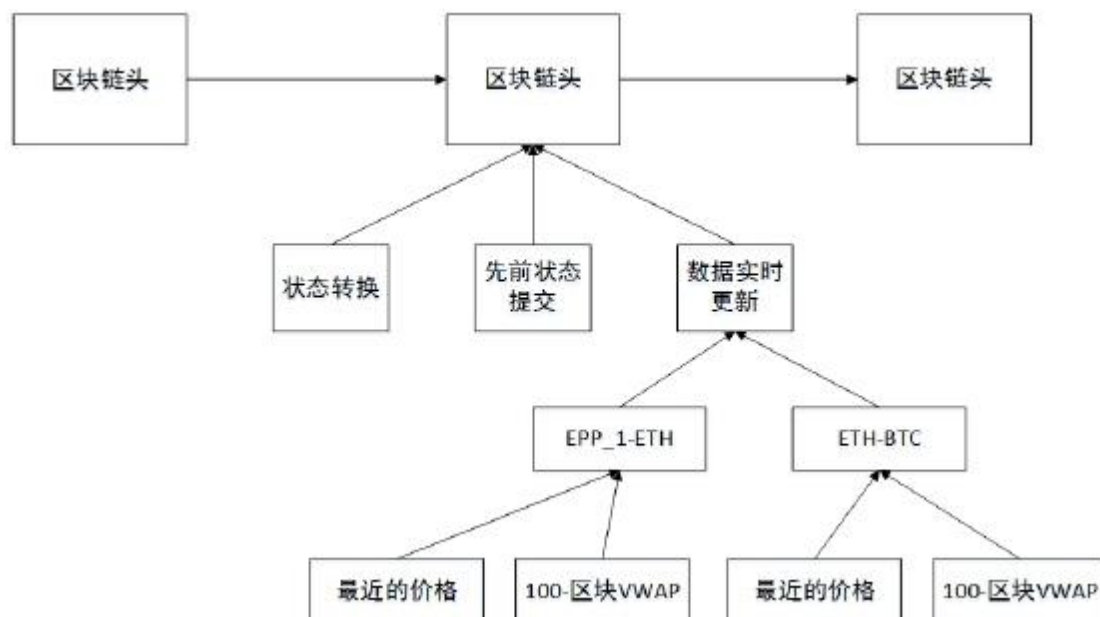 区块链头
区块链头
区块链头
状态转换
先前状态
提交
数据实时
更新
EPP_1-ETH
ETH-BTC
最近的价格
100-区块VWAP
最近的价格
100-区块VWAP